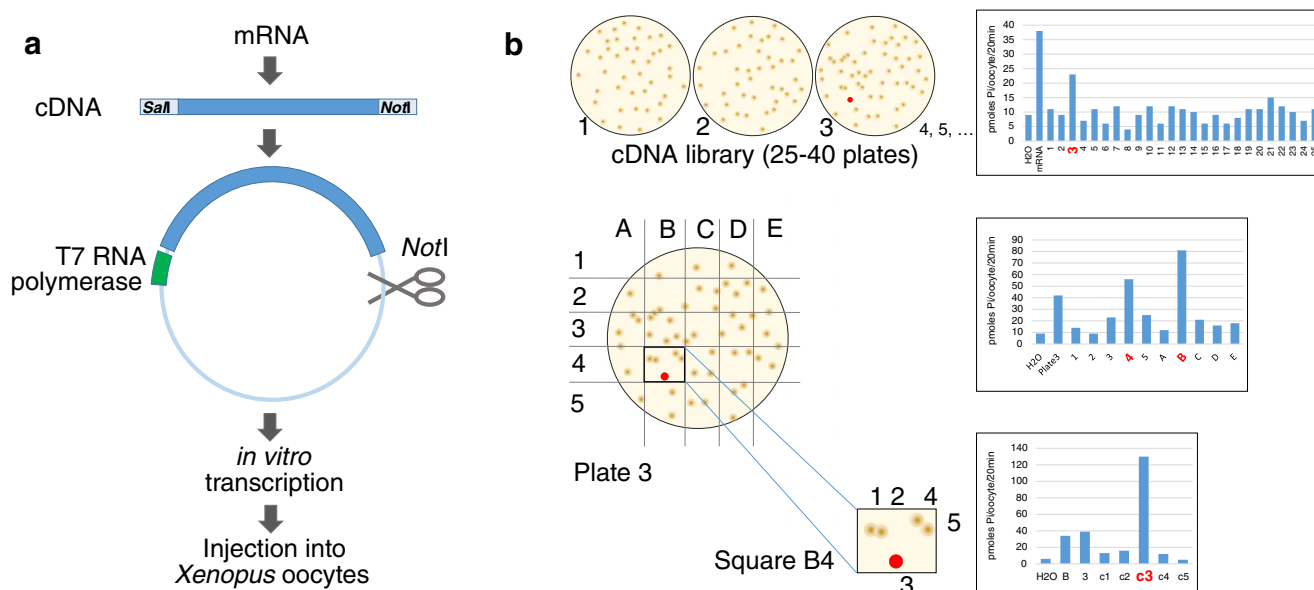 a
mRNA
cDNA
SalI
NotI
T7 RNA
polymerase
NotI
in vitro
transcription
Injection into
Xenopus oocytes
b
1
2
3
4, 5, ...
cDNA library (25-40 plates)
pmoles Pi/oocyte/20min
40
35
30
25
20
15
10
5
0
H2O
mRNA
1
2
3
4
5
6
7
8
9
10
11
12
13
14
15
16
17
18
19
20
21
22
23
24
A B C D E
1
2
3
4
5
Plate 3
pmoles Pi/oocyte/20min
90
80
70
60
50
40
30
20
10
0
H2O
Plate3
1
2
3
4
5
A
B
C
D
E
1 2 4
5
3
Square B4
pmoles Pi/oocyte/20min
140
120
100
80
60
40
20
0
H2O B 3 c1 c2 c3 c4 c5